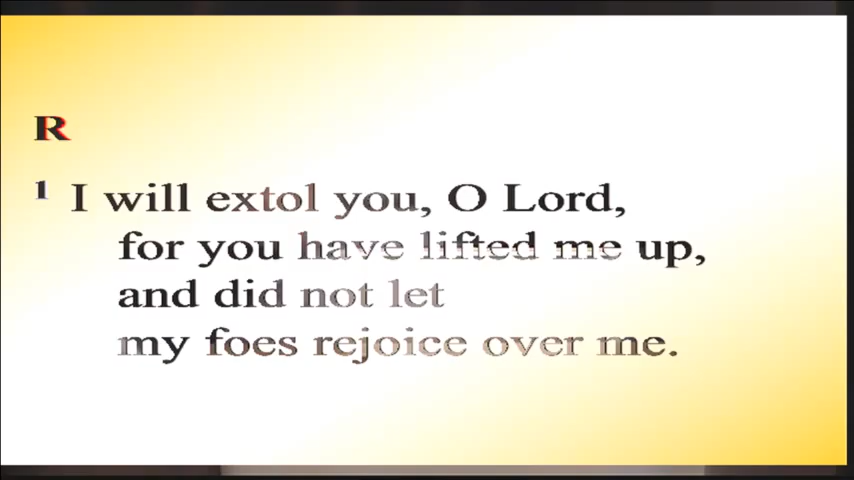 R
1 I will extol you, O Lord,
for you have lifted me up,
and did not let
my foes rejoice over me.